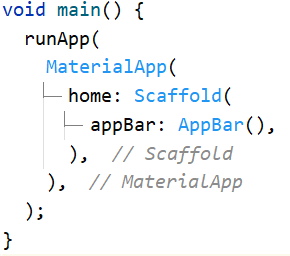 void main() {
runApp(
MaterialApp(
home: Scaffold(
appBar: AppBar(),
), // Scaffold
), // MaterialApp
);
}